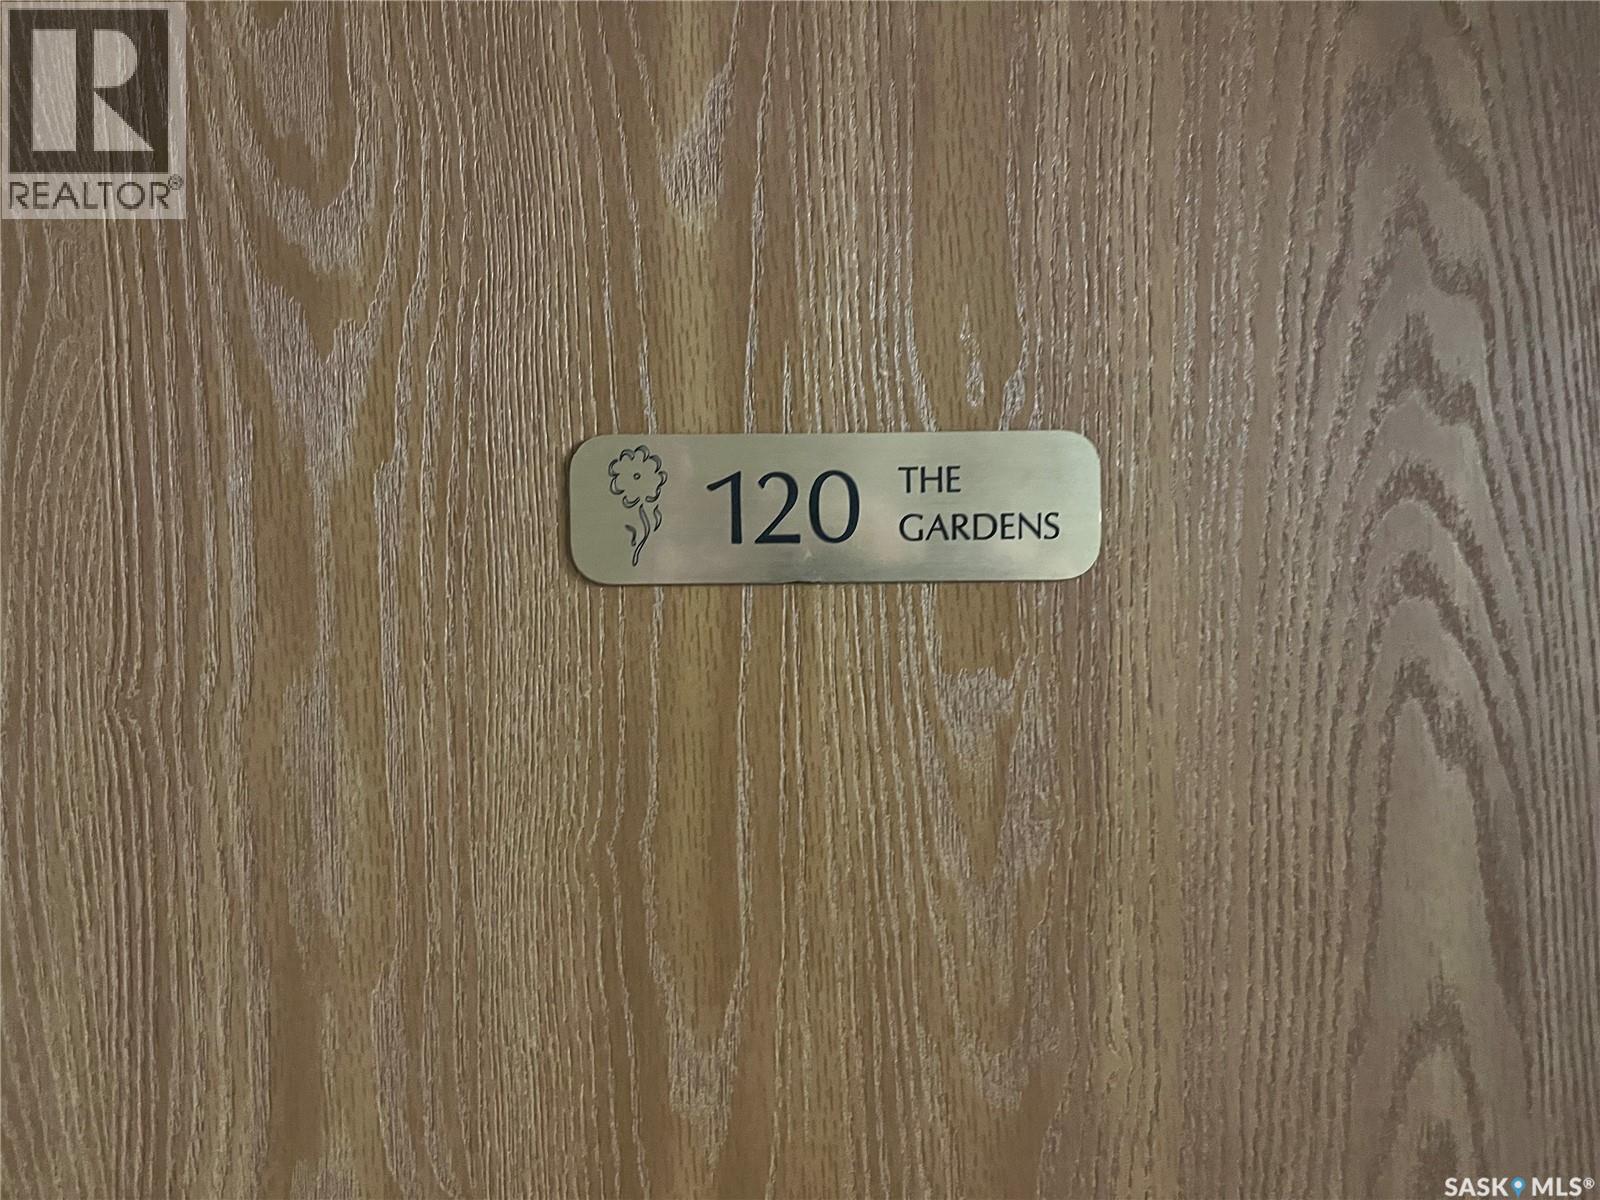 REALTOR®
120 THE
GARDENS
SASK MLS®